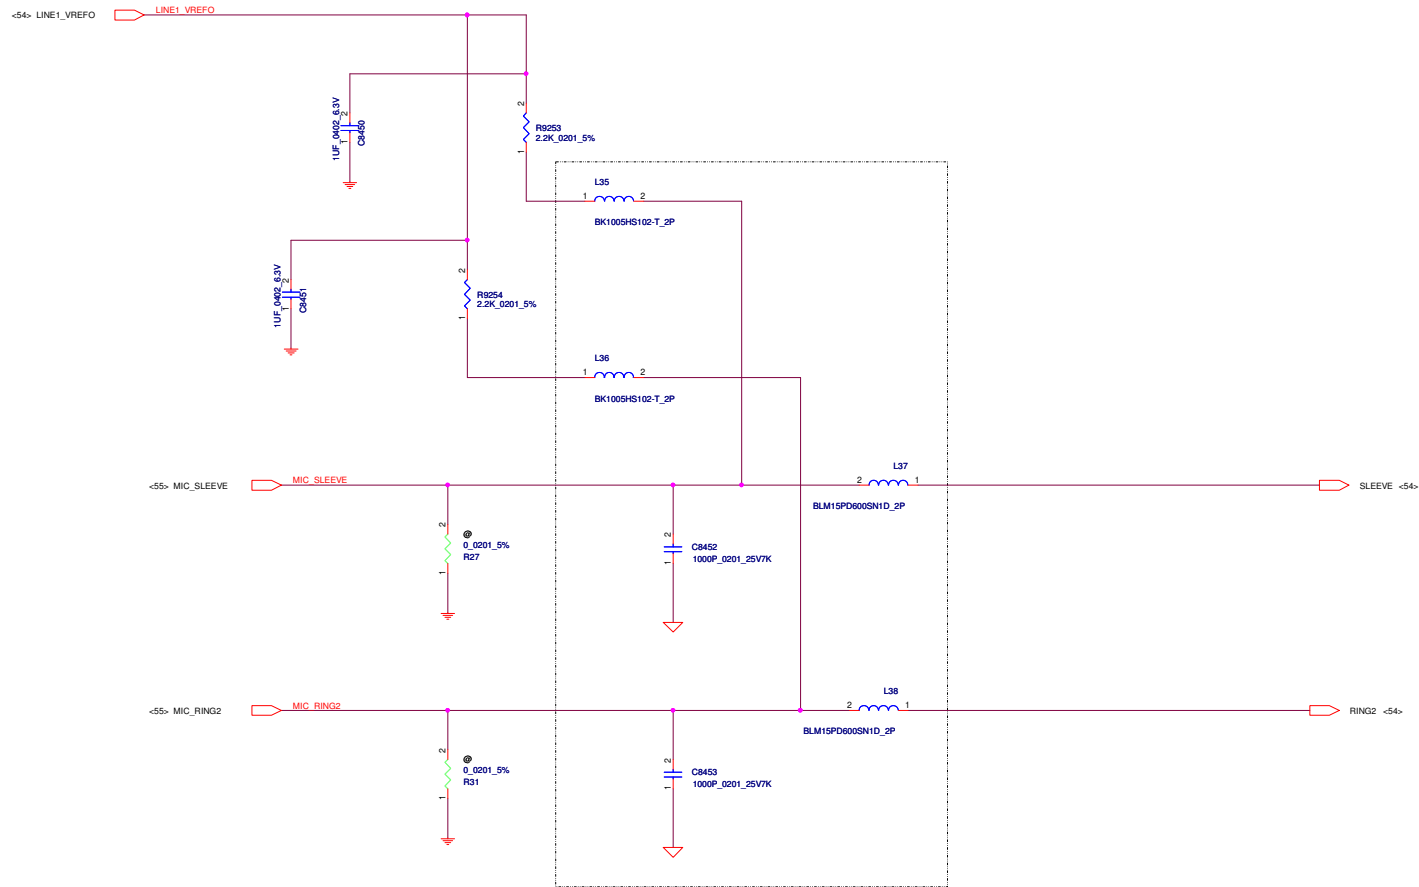 <54> LINE1_VREFO
LINE1_VREFO
1UF_0402_6.3V
C8450
2
1
2
1
R9253
2.2K_0201_5%
L35
1
2
BK1005HS102-T_2P
1UF_0402_6.3V
C8451
2
1
2
1
R9254
2.2K_0201_5%
L36
1
2
BK1005HS102-T_2P
<55> MIC_SLEEVE
MIC_SLEEVE
L37
2
1
BLM15PD600SN1D_2P
SLEEVE <54>
2
1
@
0_0201_5%
R27
2
1
C8452
1000P_0201_25V7K
<55> MIC_RING2
MIC_RING2
L38
2
1
BLM15PD600SN1D_2P
RING2 <54>
2
1
@
0_0201_5%
R31
2
1
C8453
1000P_0201_25V7K